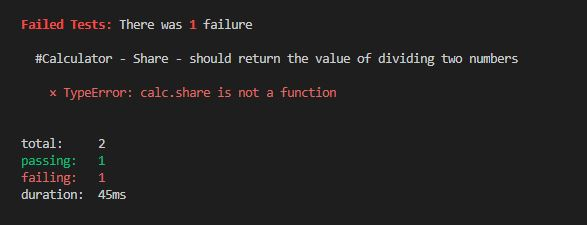 Failed Tests: There was 1 failure
#Calculator - Share - should return the value of dividing two numbers
× TypeError: calc.share is not a function
total: 2
passing: 1
failing: 1
duration: 45ms